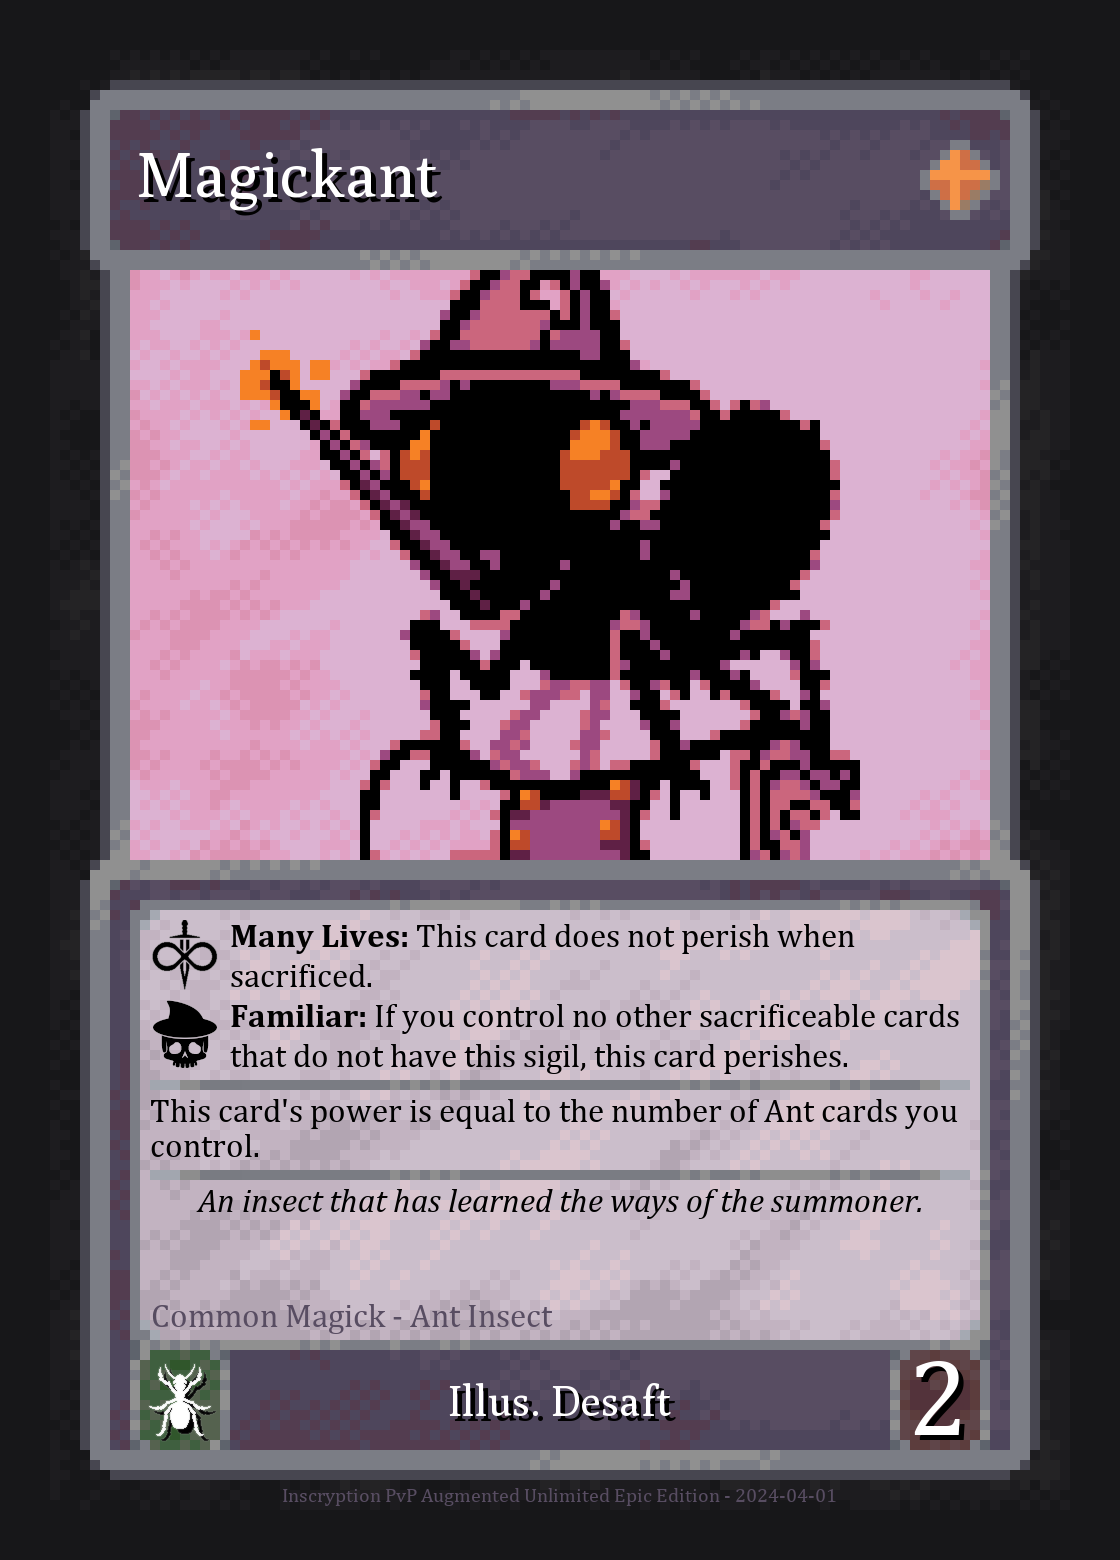 Magickant
Many Lives: This card does not perish when
sacrificed.
Familiar: If you control no other sacrificeable cards
that do not have this sigil, this card perishes.
This card's power is equal to the number of Ant cards you
control.
An insect that has learned the ways of the summoner.
Common Magick - Ant Insect
Illus. Desaft
2
Inscryption PvP Augmented Unlimited Epic Edition - 2024-04-01